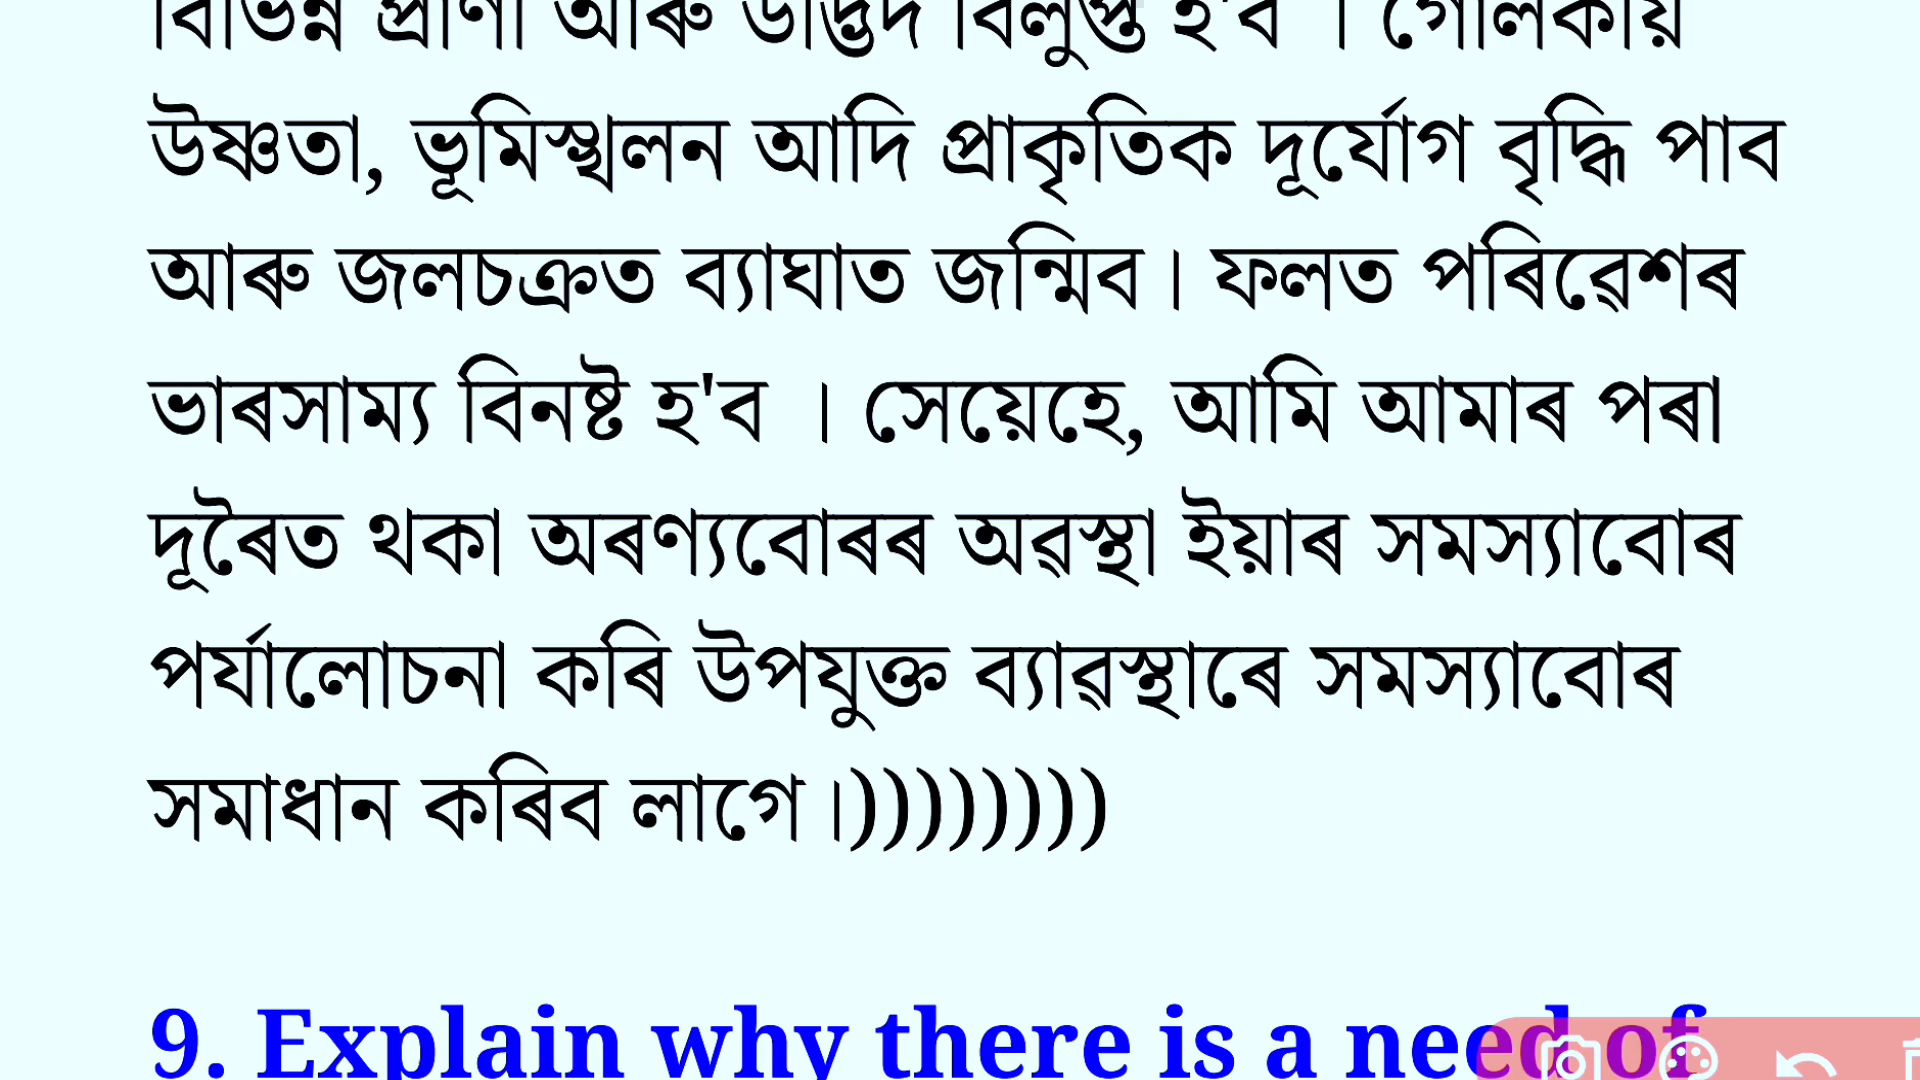 বিভিন্ন প্ৰাণী আৰু উদ্ভিদ বিলুপ্ত হ'ব । গোলকীয়
উষ্ণতা, ভূমিস্খলন আদি প্ৰাকৃতিক দূৰ্যোগ বৃদ্ধি পাব
আৰু জলচক্ৰত ব্যাঘাত জন্মিব। ফলত পৰিৱেশৰ
ভাৰসাম্য বিনষ্ট হ'ব । সেয়েহে, আমি আমাৰ পৰা
দূৰৈত থকা অৰণ্যবোৰৰ অৱস্থা ইয়াৰ সমস্যাবোৰ
পৰ্যালোচনা কৰি উপযুক্ত ব্যাৱস্থাৰে সমস্যাবোৰ
সমাধান কৰিব লাগে।))))))))
9. Explain why there is a need of